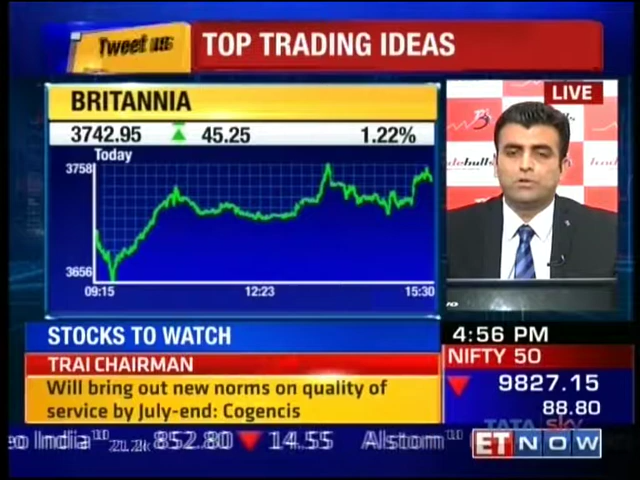 Tweet us
TOP TRADING IDEAS
BRITANNIA
3742.95 45.25 1.22%
Today
3758
3656
09:15 12:23 15:30
LIVE
STOCKS TO WATCH
TRAI CHAIRMAN
Will bring out new norms on quality of
service by July-end: Cogencis
4:56 PM
NIFTY 50
9827.15
88.80
TATA sky
eo India 21.2k 852.80 14.55 Alstom
ET NOW